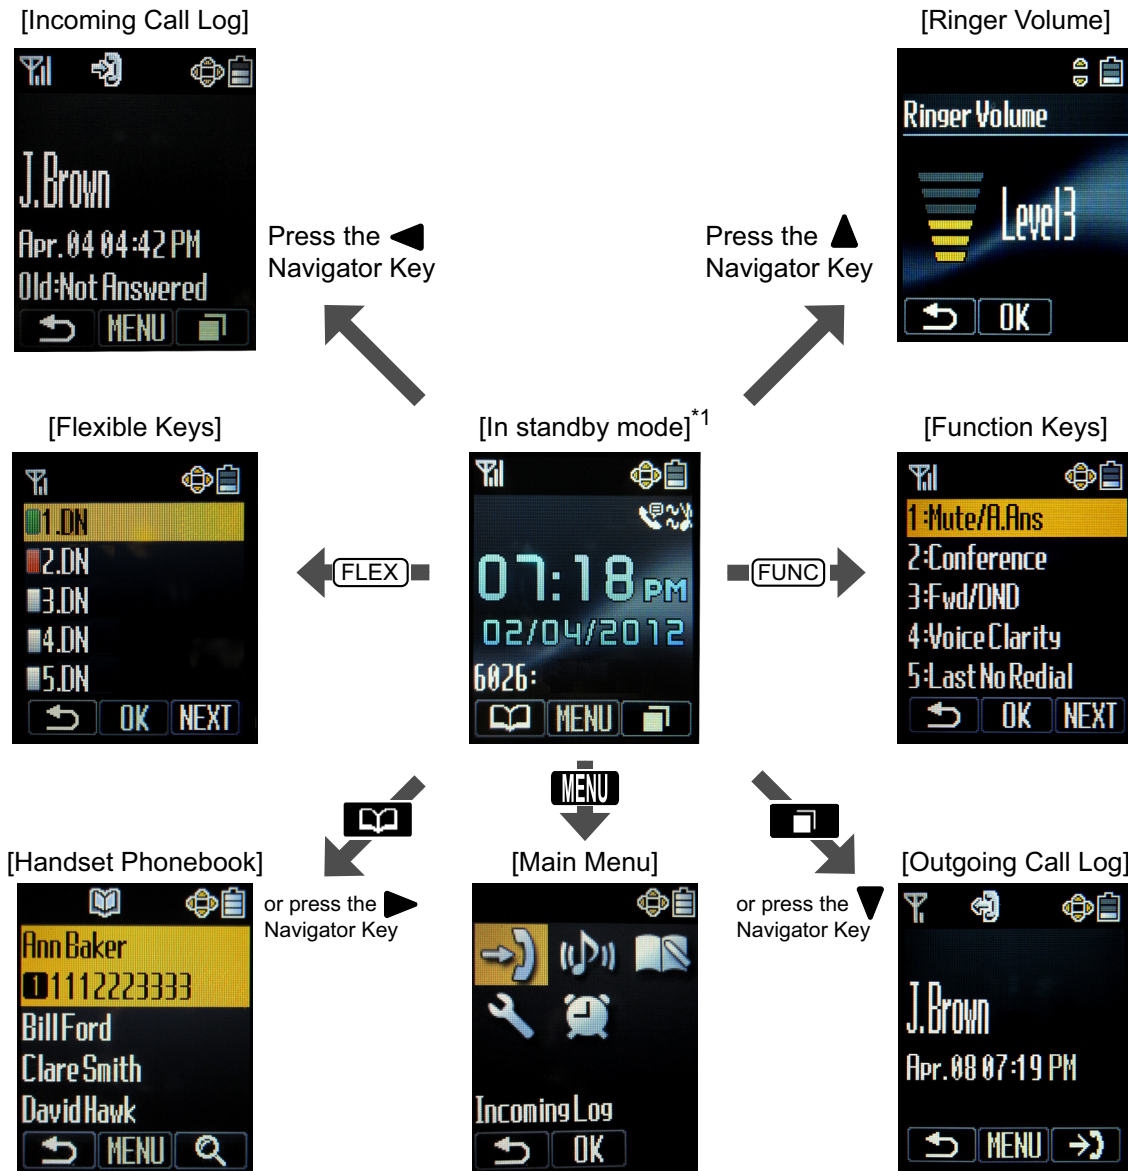 [Incoming Call Log]
J.Brown
Apr.04 04:42 PM
Old:Not Answered
MENU
Press the
Navigator Key
[Ringer Volume]
Ringer Volume
Level3
OK
Press the
Navigator Key
[Flexible Keys]
1.DN
2.DN
3.DN
4.DN
5.DN
OK
NEXT
FLEX
[In standby mode]*1
07:18 PM
02/04/2012
6026:
MENU
FUNC
[Function Keys]
1:Mute/A.Ans
2:Conference
3:Fwd/DND
4:Voice Clarity
5:Last No Redial
OK
NEXT
MENU
[Handset Phonebook]
Ann Baker
1 1112223333
Bill Ford
Clare Smith
David Hawk
MENU
or press the
Navigator Key
[Main Menu]
Incoming Log
OK
or press the
Navigator Key
[Outgoing Call Log]
J.Brown
Apr.08 07:19 PM
MENU